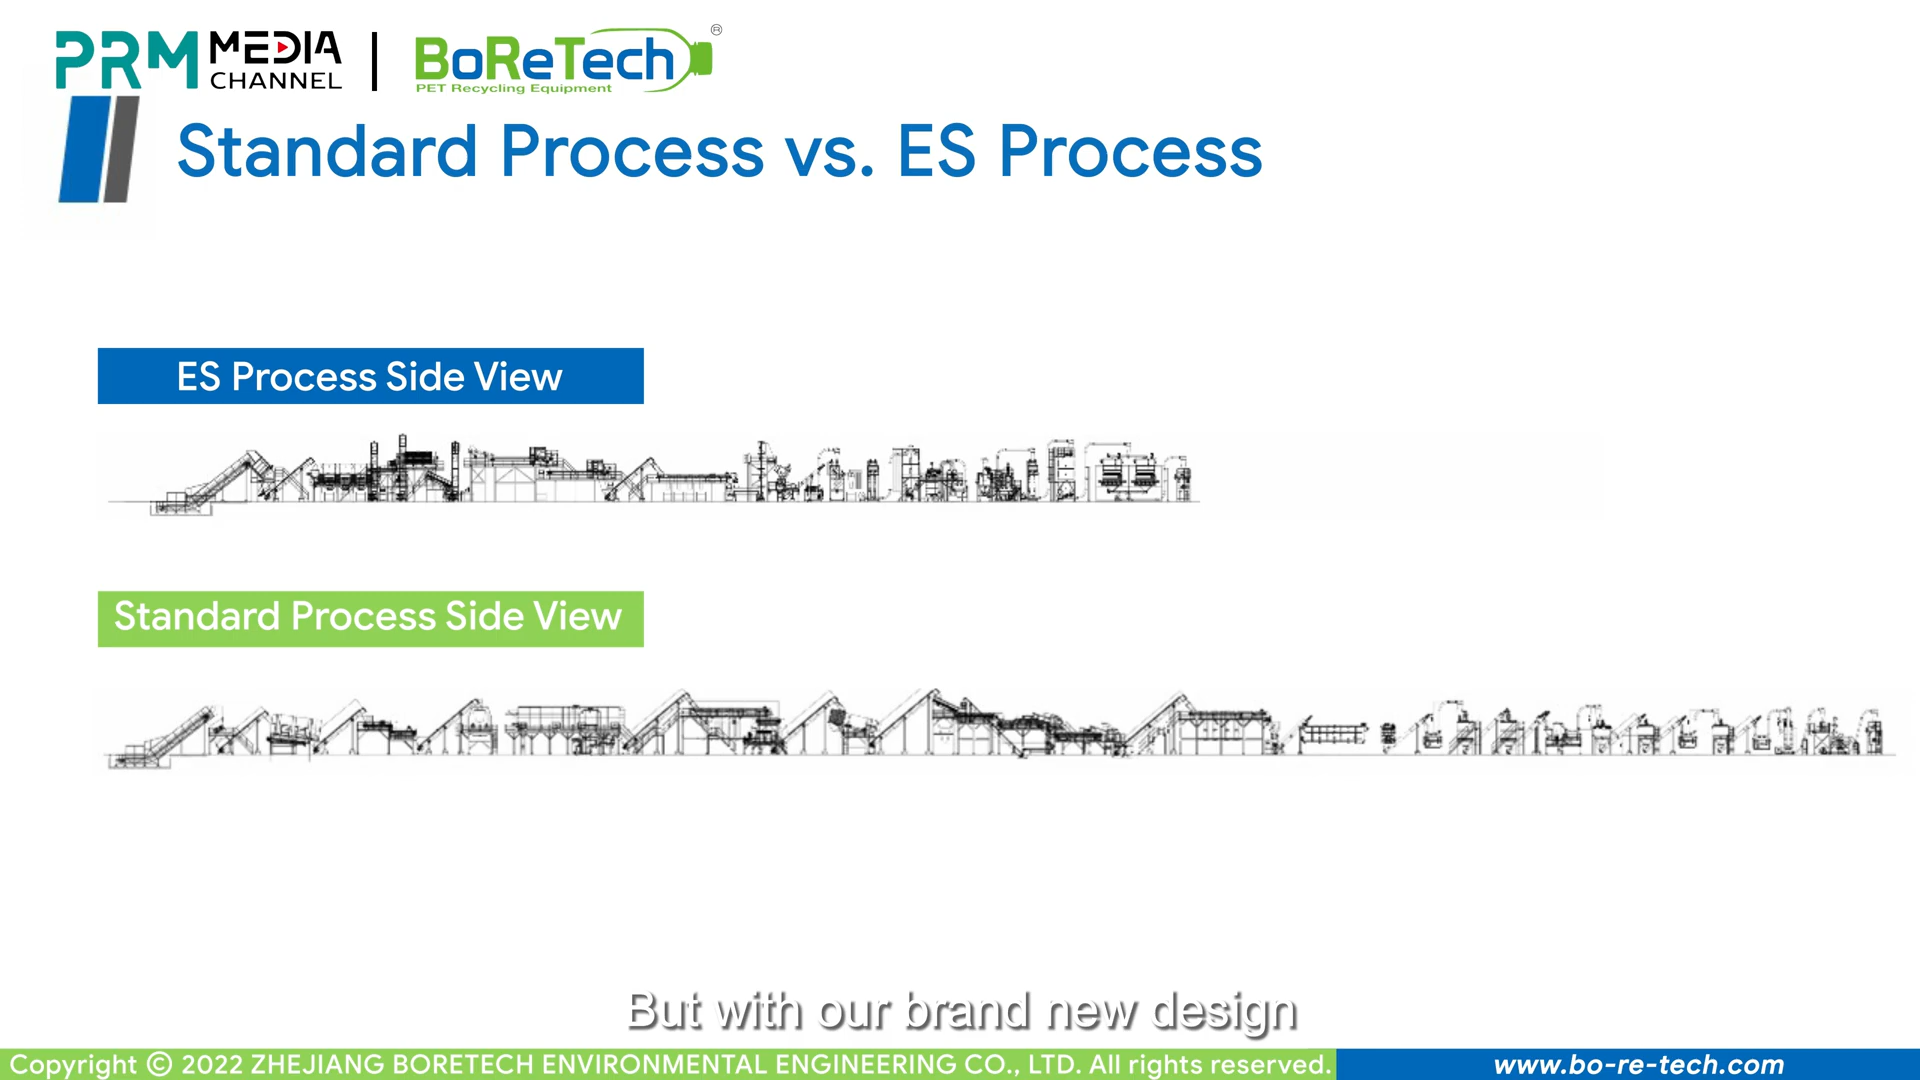 PRM MEDIA CHANNEL | BoReTech ®
PET Recycling Equipment
Standard Process vs. ES Process
ES Process Side View
Standard Process Side View
But with our brand new design
Copyright © 2022 ZHEJIANG BORETECH ENVIRONMENTAL ENGINEERING CO., LTD. All rights reserved.
www.bo-re-tech.com